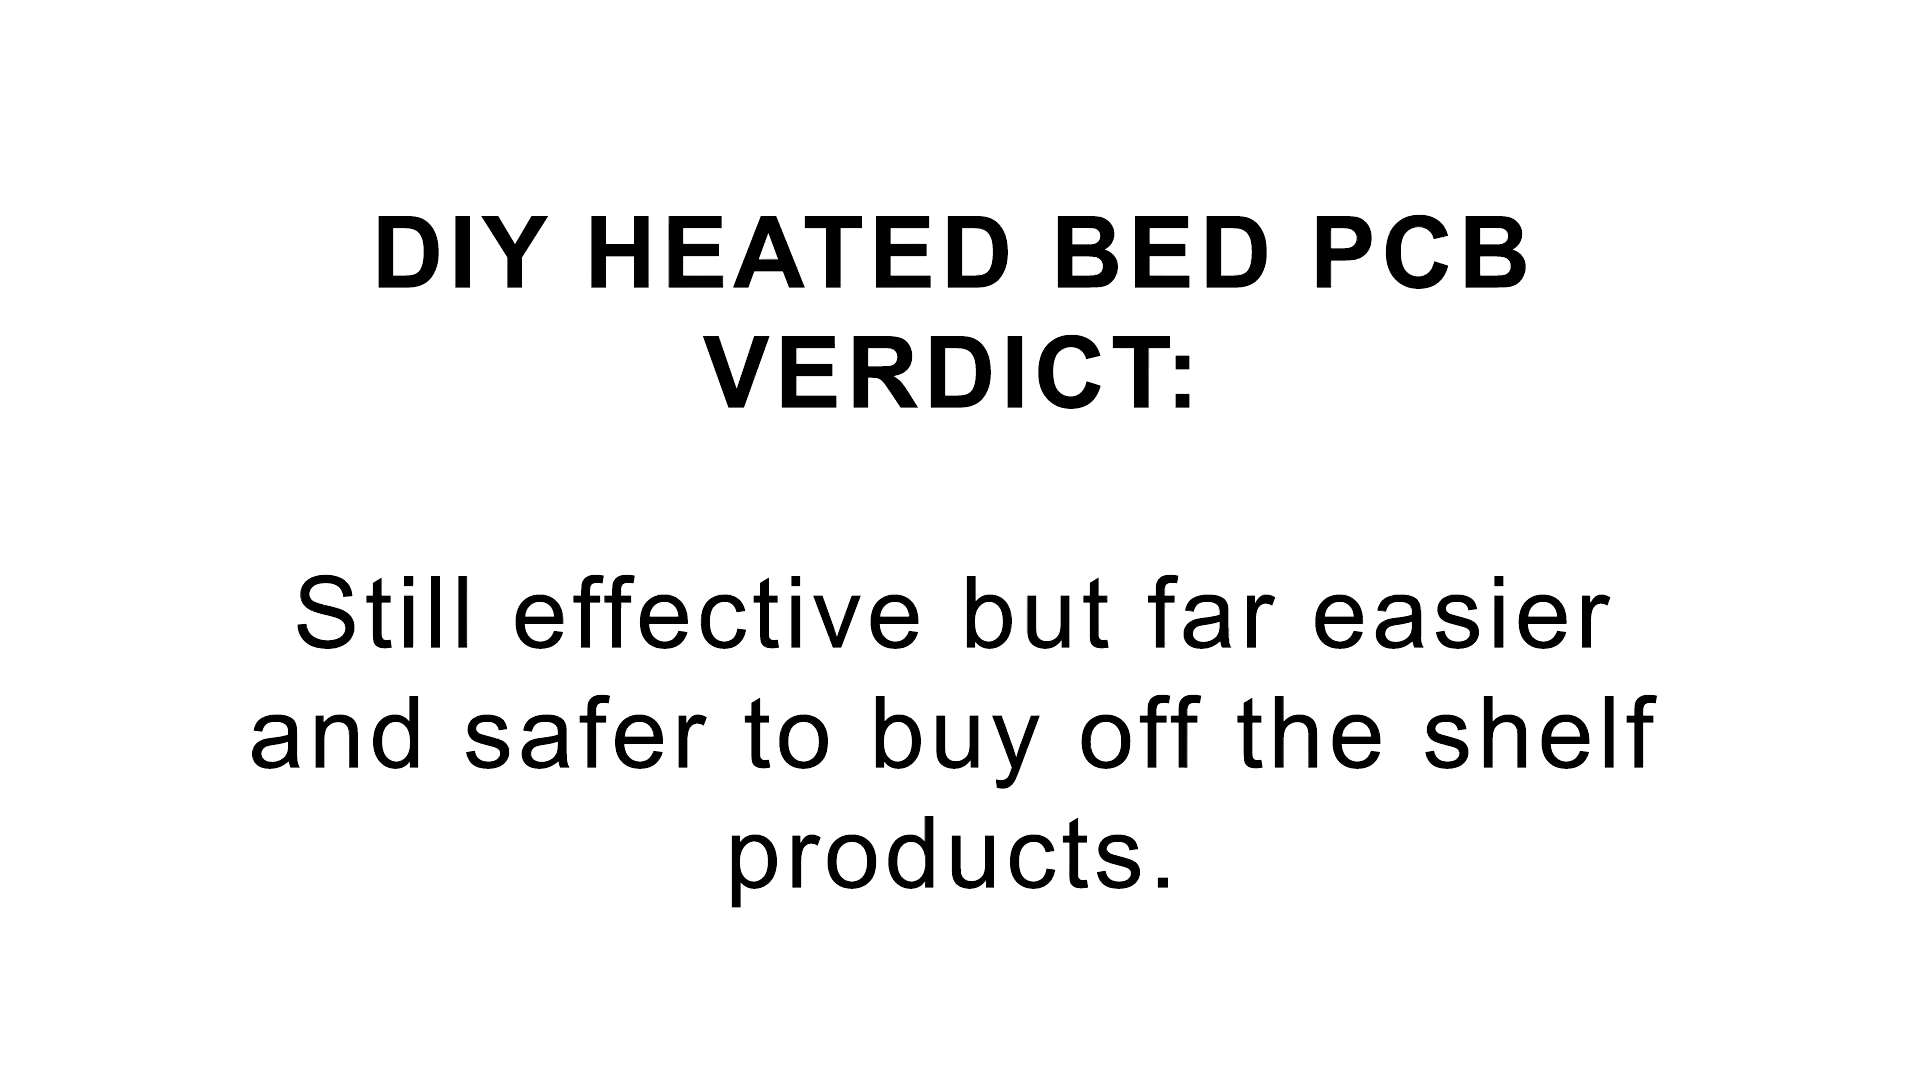 DIY HEATED BED PCB
VERDICT:
Still effective but far easier
and safer to buy off the shelf
products.